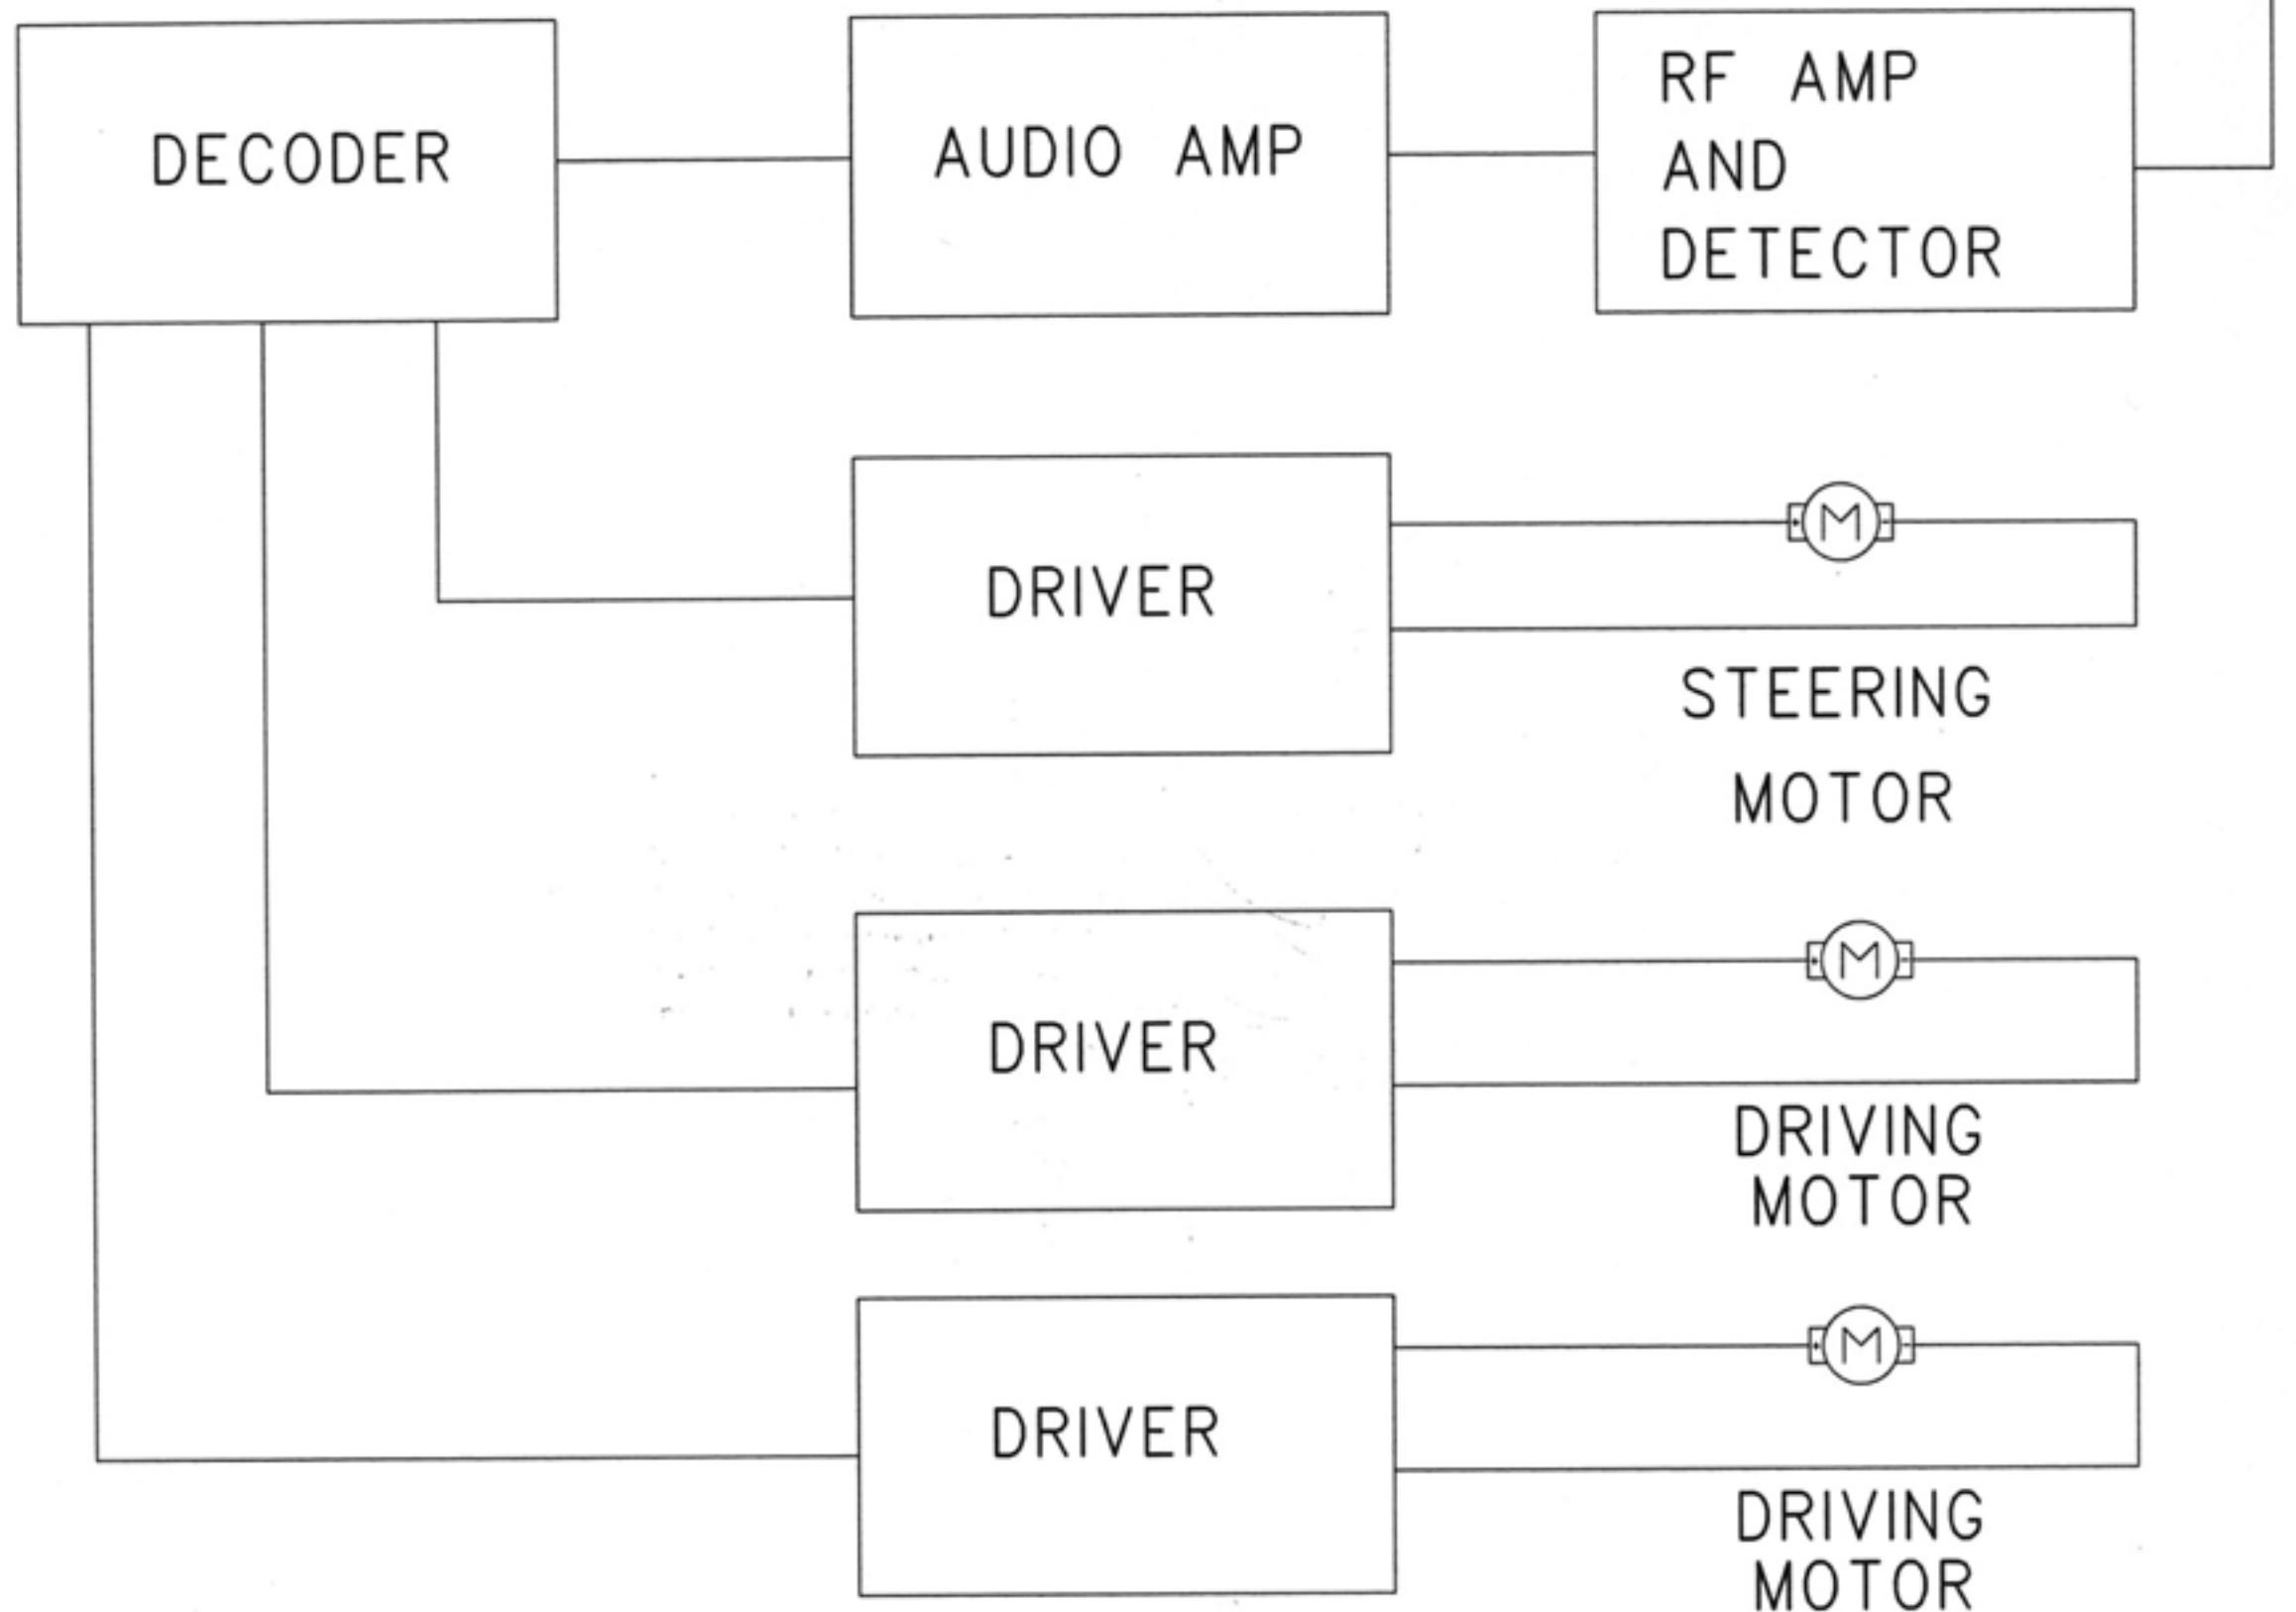 DECODER
AUDIO AMP
RF AMP
AND
DETECTOR
DRIVER
M
STEERING
MOTOR
DRIVER
M
DRIVING
MOTOR
DRIVER
M
DRIVING
MOTOR